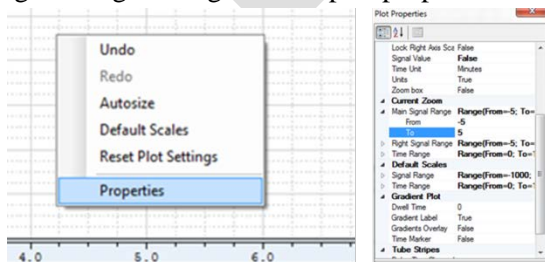 Undo
Redo
Autosize
Default Scales
Reset Plot Settings
Properties
4.0 5.0 6.0
Plot Properties
Lock Right Axis Sca False
Signal Value False
Time Unit Minutes
Units True
Zoom box False
Current Zoom
Main Signal Range Range(From=-5; To=
From -5
To 5
Right Signal Range Range(From=-5; To=
Time Range Range(From=0; To=1
Default Scales
Signal Range Range(From=-1000;
Time Range Range(From=0; To=1
Gradient Plot
Dwell Time 0
Gradient Label True
Gradients Overlay False
Time Marker False
Tube Stripes